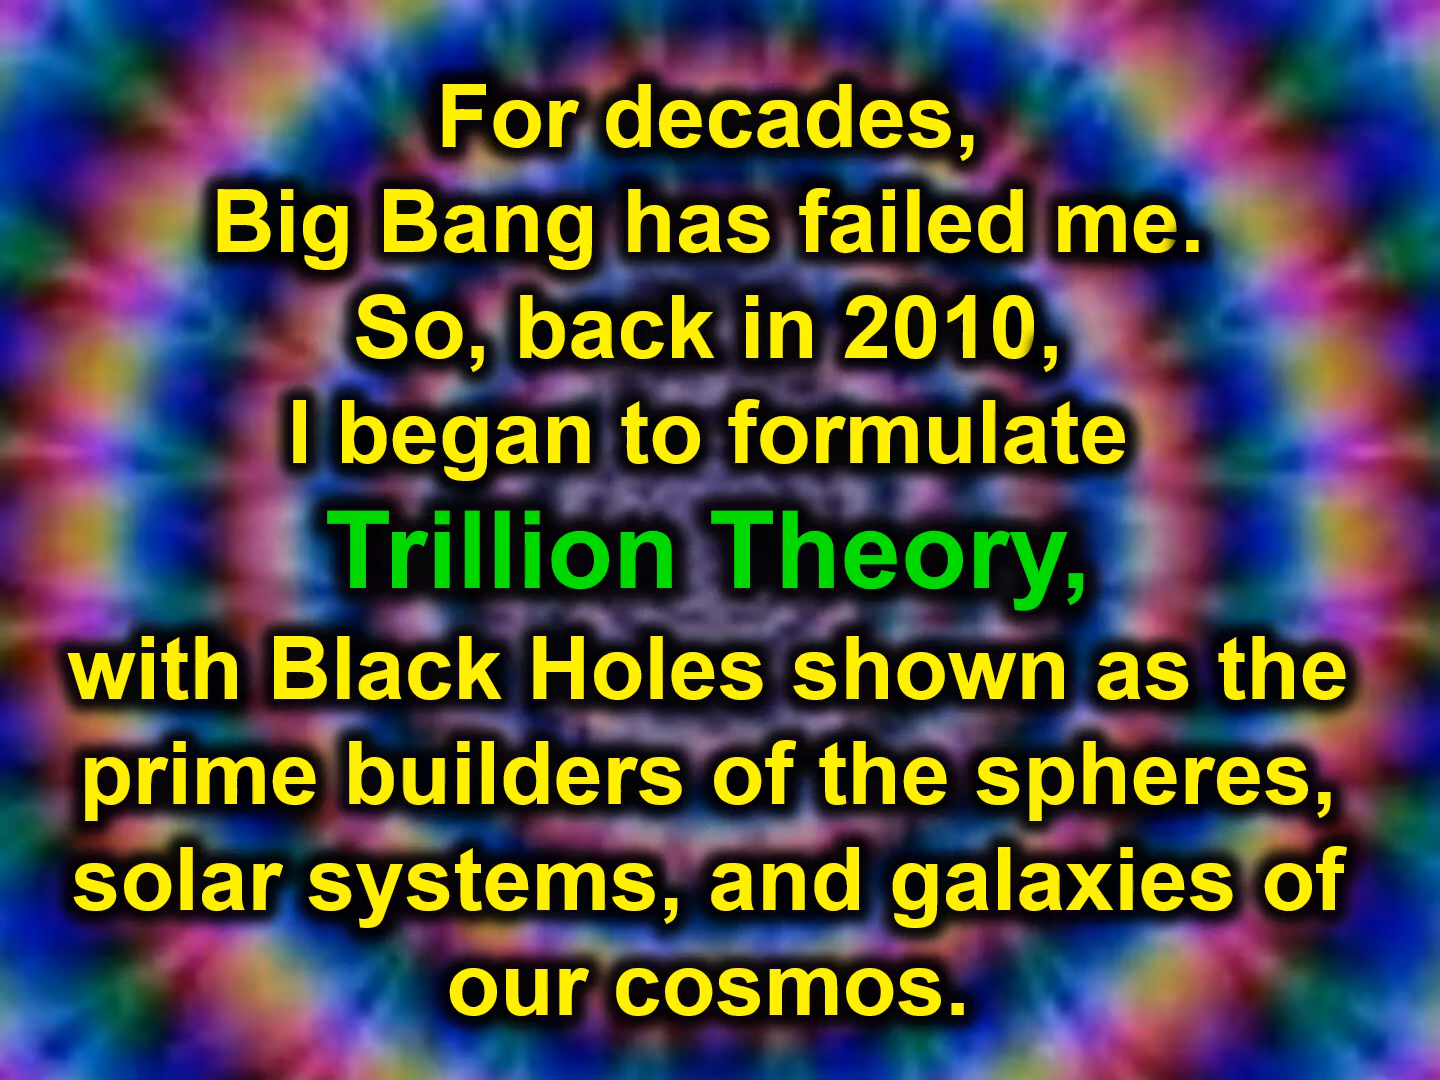 For decades,
Big Bang has failed me.
So, back in 2010,
I began to formulate
Trillion Theory,
with Black Holes shown as the
prime builders of the spheres,
solar systems, and galaxies of
our cosmos.